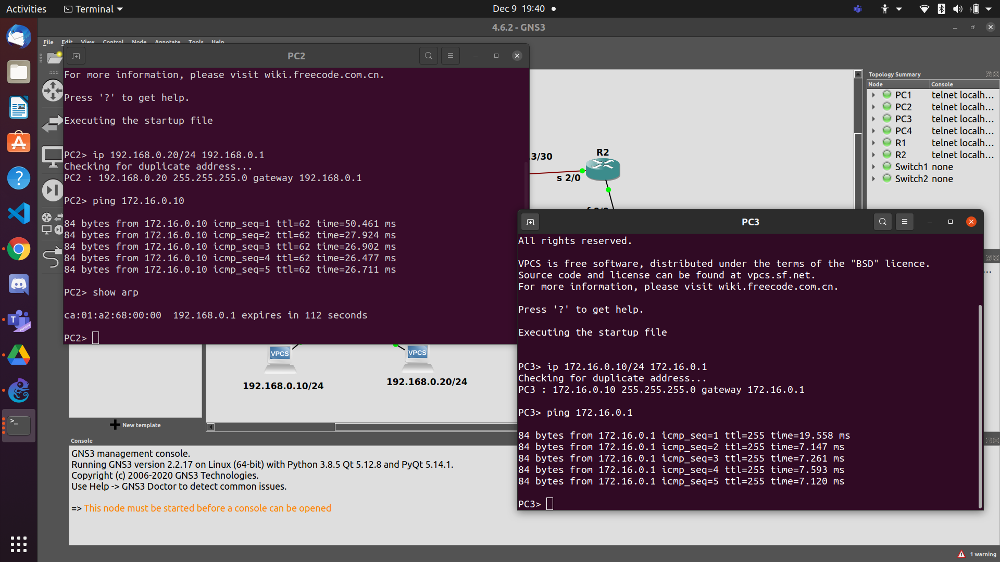 Activities
Terminal
Dec 9 19:40
4.6.2 - GNS3
File Edit View Control Node Annotate Tools Help
PC2
For more information, please visit wiki.freecode.com.cn.
Press '?' to get help.
Executing the startup file
PC2> ip 192.168.0.20/24 192.168.0.1
Checking for duplicate address...
PC2 : 192.168.0.20 255.255.255.0 gateway 192.168.0.1
PC2> ping 172.16.0.10
84 bytes from 172.16.0.10 icmp_seq=1 ttl=62 time=50.461 ms
84 bytes from 172.16.0.10 icmp_seq=2 ttl=62 time=27.924 ms
84 bytes from 172.16.0.10 icmp_seq=3 ttl=62 time=26.902 ms
84 bytes from 172.16.0.10 icmp_seq=4 ttl=62 time=26.477 ms
84 bytes from 172.16.0.10 icmp_seq=5 ttl=62 time=26.711 ms
PC2> show arp
ca:01:a2:68:00:00  192.168.0.1 expires in 112 seconds
PC2>
.3/30
R2
s 2/0
Topology Summary
Node Console
PC1 telnet localh...
PC2 telnet localh...
PC3 telnet localh...
PC4 telnet localh...
R1 telnet localh...
R2 telnet localh...
Switch1 none
Switch2 none
PC3
All rights reserved.
VPCS is free software, distributed under the terms of the "BSD" licence.
Source code and license can be found at vpcs.sf.net.
For more information, please visit wiki.freecode.com.cn.
Press '?' to get help.
Executing the startup file
PC3> ip 172.16.0.10/24 172.16.0.1
Checking for duplicate address...
PC3 : 172.16.0.10 255.255.255.0 gateway 172.16.0.1
PC3> ping 172.16.0.1
84 bytes from 172.16.0.1 icmp_seq=1 ttl=255 time=19.558 ms
84 bytes from 172.16.0.1 icmp_seq=2 ttl=255 time=7.147 ms
84 bytes from 172.16.0.1 icmp_seq=3 ttl=255 time=7.261 ms
84 bytes from 172.16.0.1 icmp_seq=4 ttl=255 time=7.593 ms
84 bytes from 172.16.0.1 icmp_seq=5 ttl=255 time=7.120 ms
PC3>
VPCS
VPCS
192.168.0.10/24
192.168.0.20/24
New template
Console
GNS3 management console.
Running GNS3 version 2.2.17 on Linux (64-bit) with Python 3.8.5 Qt 5.12.8 and PyQt 5.14.1.
Copyright (c) 2006-2020 GNS3 Technologies.
Use Help -> GNS3 Doctor to detect common issues.
=> This node must be started before a console can be opened
1 warning